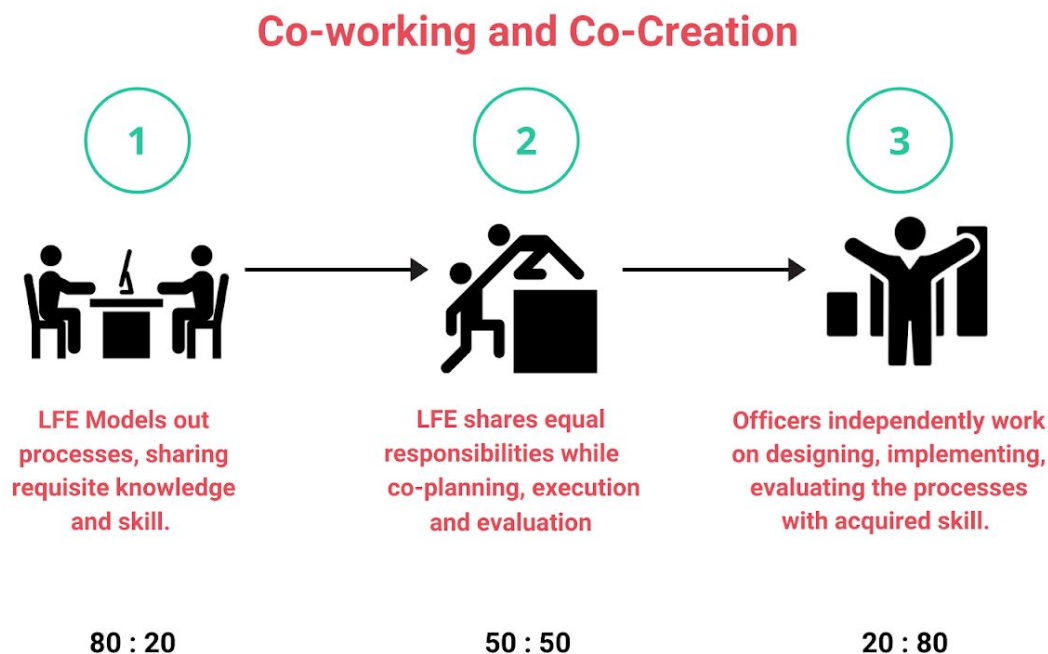 Co-working and Co-Creation
1
2
3
LFE Models out
processes, sharing
requisite knowledge
and skill.
LFE shares equal
responsibilities while
co-planning, execution
and evaluation
Officers independently work
on designing, implementing,
evaluating the processes
with acquired skill.
80 : 20
50 : 50
20 : 80